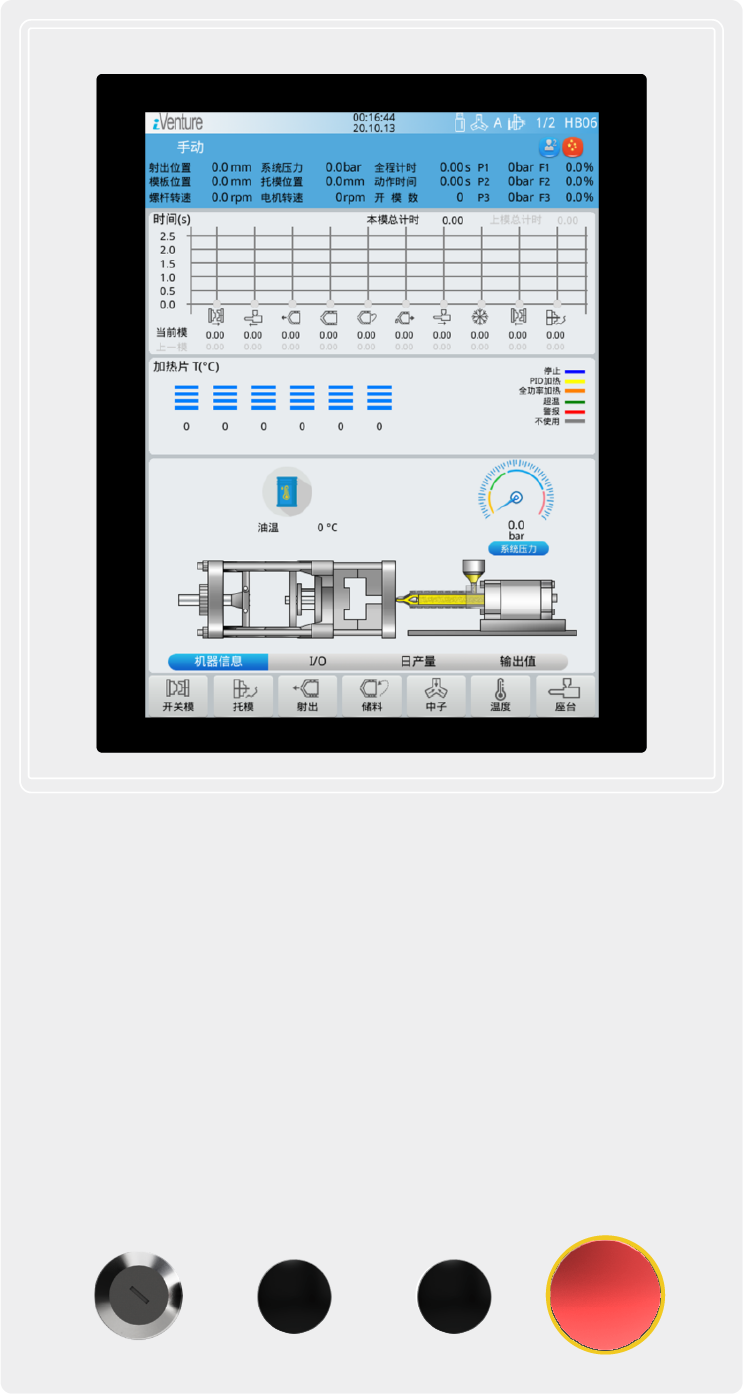 iVenture 00:16:44 A 1/2 HB06
20.10.13
手动
射出位置 0.0 mm 系统压力 0.0bar 全程计时 0.00 s P1 0bar F1 0.0%
模板位置 0.0 mm 托模位置 0.0mm 动作时间 0.00 s P2 0bar F2 0.0%
螺杆转速 0.0 rpm 电机转速 0rpm 开 模 数 0 P3 0bar F3 0.0%
时间(s) 本模总计时 0.00 上模总计时 0.00
2.5
2.0
1.5
1.0
0.5
0.0
当前模 0.00 0.00 0.00 0.00 0.00 0.00 0.00 0.00 0.00 0.00
上一模 0.00 0.00 0.00 0.00 0.00 0.00 0.00 0.00 0.00 0.00
加热片 T(°C)
停止
PID加热
全功率加热
超温
警报
不使用
0 0 0 0 0 0
油温 0 °C
0.0
bar
系统压力
机器信息 I/O 日产量 输出值
开关模 托模 射出 储料 中子 温度 座台